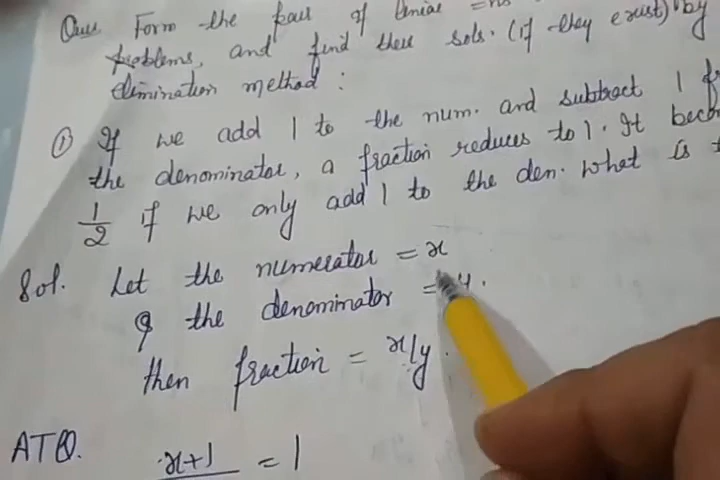 Ques Form the pair of linear
problems, and find their sols. (if they exist) by
elimination method :
① If we add 1 to the num. and subtract 1
the denominator, a fraction reduces to 1. It
1/2 if we only add 1 to the den. what is
Sol. Let the numerator = x
& the denominator = y.
then fraction = x/y.
ATQ. x+1 = 1